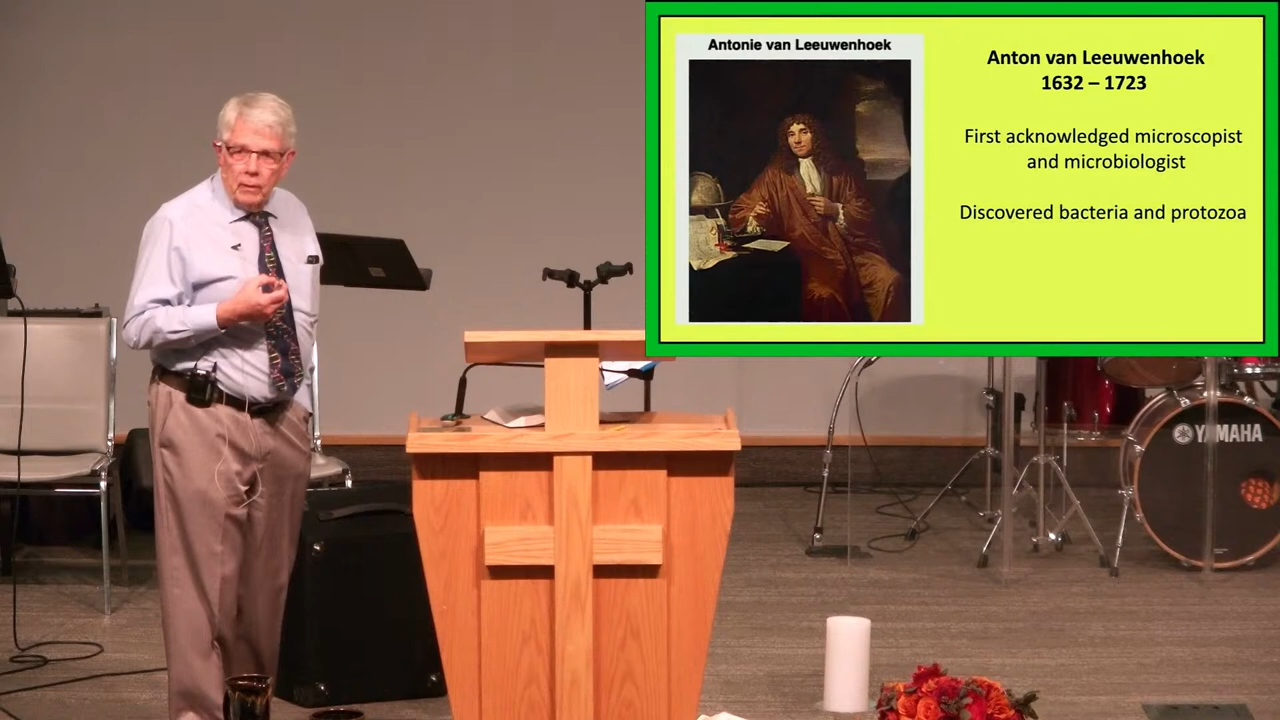 Antonie van Leeuwenhoek
Anton van Leeuwenhoek
1632 – 1723
First acknowledged microscopist
and microbiologist
Discovered bacteria and protozoa
YAMAHA